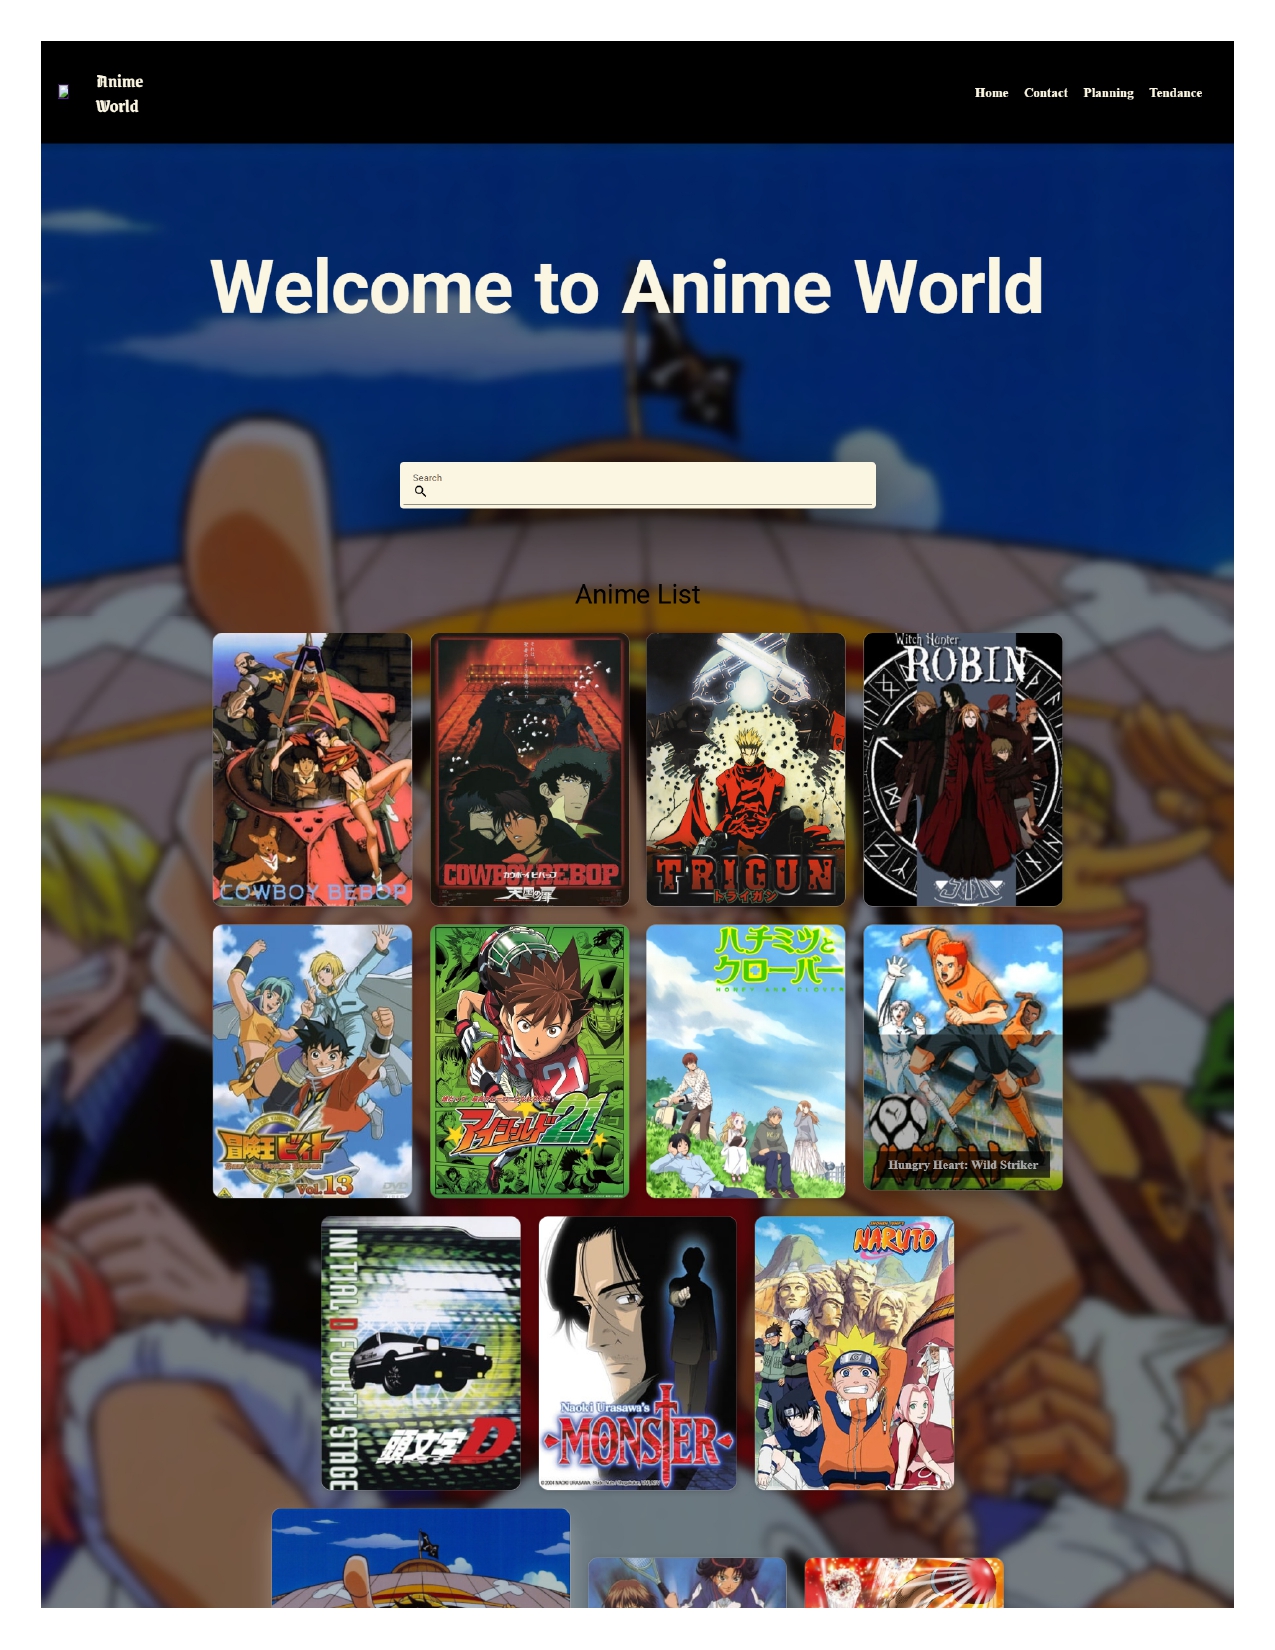 Anime
World
Home Contact Planning Tendance
Welcome to Anime World
Search
Anime List
COWBOY BEBOP
カウボーイビバップ
COWBOY BEBOP
天国の扉
TRIGUN
トライガン
Witch Hunter
ROBIN
冒険王ビィト
Vol.13
DVD
アイシールド21
21
ハチミツと
クローバー
HONEY AND CLOVER
Hungry Heart: Wild Striker
INITIAL D FOURTH STAGE
頭文字D
Naoki Urasawa's
MONSTER
NARUTO